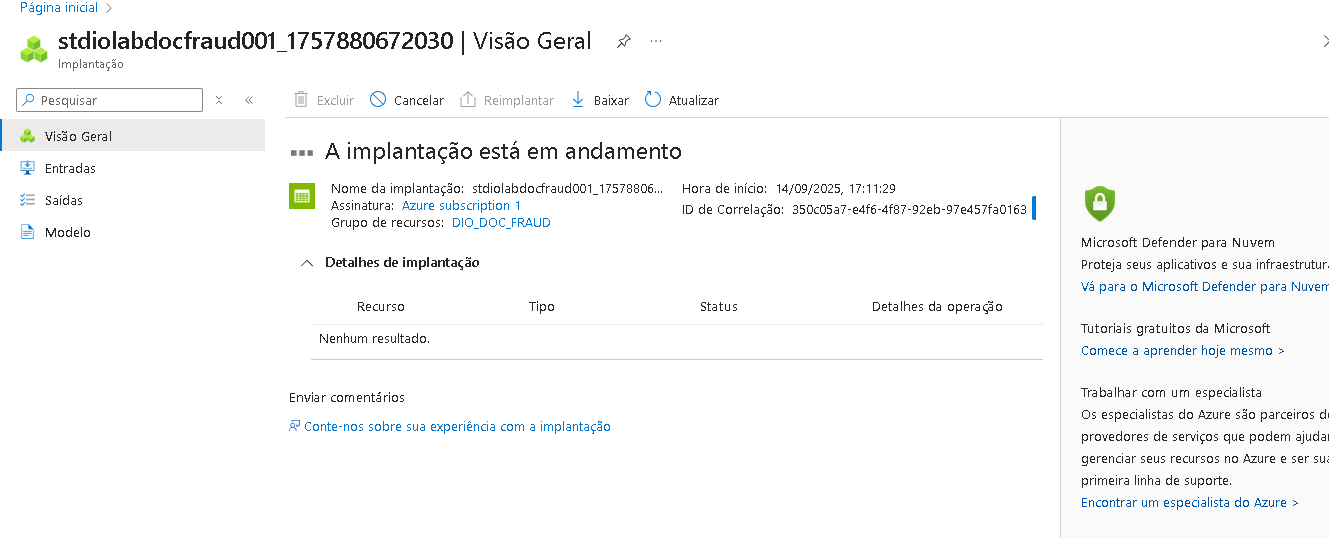 Página inicial >
stdiolabdocfraud001_1757880672030 | Visão Geral ...
Implantação
Pesquisar
Excluir Cancelar Reimplantar Baixar Atualizar
Visão Geral
Entradas
Saídas
Modelo
A implantação está em andamento
Nome da implantação: stdiolabdocfraud001_17578806...
Assinatura: Azure subscription 1
Grupo de recursos: DIO_DOC_FRAUD
Hora de início: 14/09/2025, 17:11:29
ID de Correlação: 350c05a7-e4f6-4f87-92eb-97e457fa0163
Detalhes de implantação
Recurso Tipo Status Detalhes da operação
Nenhum resultado.
Enviar comentários
Conte-nos sobre sua experiência com a implantação
Microsoft Defender para Nuvem
Proteja seus aplicativos e sua infraestrutura
Vá para o Microsoft Defender para Nuvem
Tutoriais gratuitos da Microsoft
Comece a aprender hoje mesmo >
Trabalhar com um especialista
Os especialistas do Azure são parceiros de
provedores de serviços que podem ajudar
gerenciar seus recursos no Azure e ser sua
primeira linha de suporte.
Encontrar um especialista do Azure >